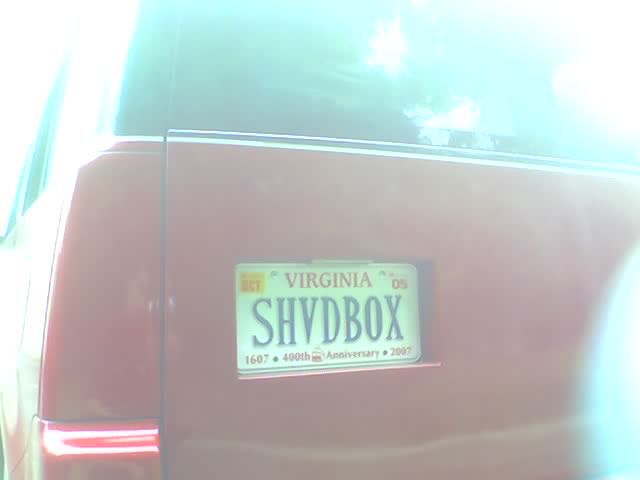 OCT VIRGINIA 05
SHVDBOX
1607 • 400th Anniversary • 2007